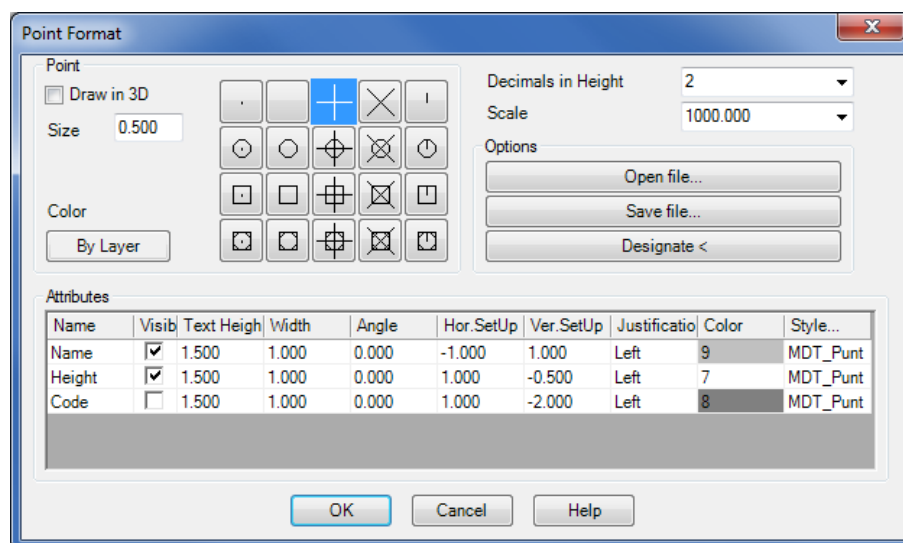 Point Format
Point
Draw in 3D
Size 0.500
Color
By Layer
Decimals in Height 2
Scale 1000.000
Options
Open file...
Save file...
Designate <
Attributes
Name Visib Text Heigh Width Angle Hor.SetUp Ver.SetUp Justificatio Color Style...
Name 1.500 1.000 0.000 -1.000 1.000 Left 9 MDT_Punt
Height 1.500 1.000 0.000 1.000 -0.500 Left 7 MDT_Punt
Code 1.500 1.000 0.000 1.000 -2.000 Left 8 MDT_Punt
OK Cancel Help